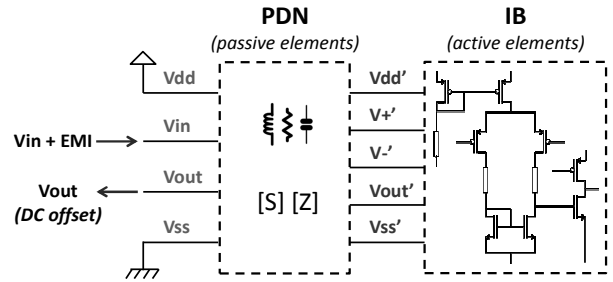 PDN
(passive elements)
IB
(active elements)
Vdd
Vin
Vout
Vss
Vin + EMI
Vout
(DC offset)
[S] [Z]
Vdd'
V+'
V-'
Vout'
Vss'